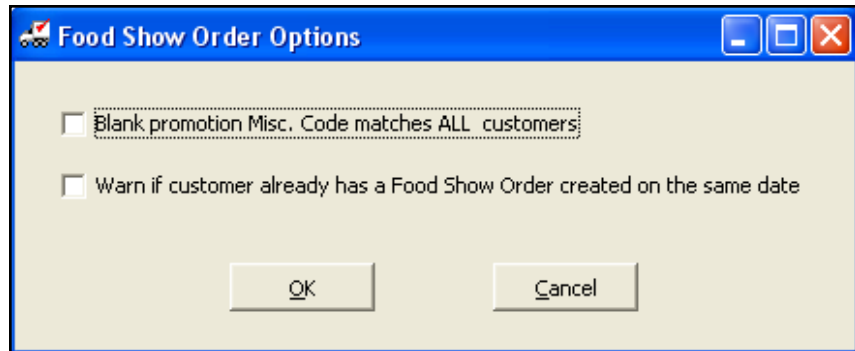 Food Show Order Options
Blank promotion Misc. Code matches ALL  customers
Warn if customer already has a Food Show Order created on the same date
OK
Cancel